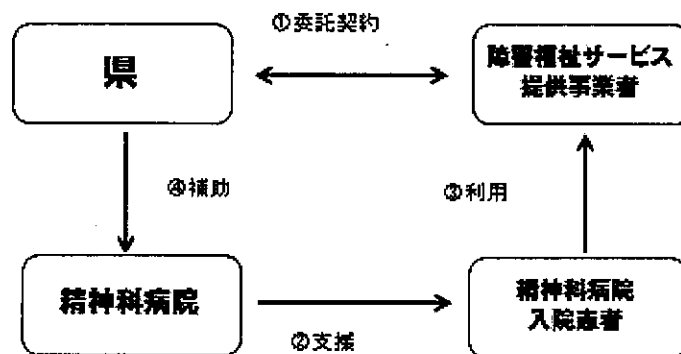 ①委託契約
県
障害福祉サービス
提供事業者
④補助
③利用
精神科病院
精神科病院
入院患者
②支援